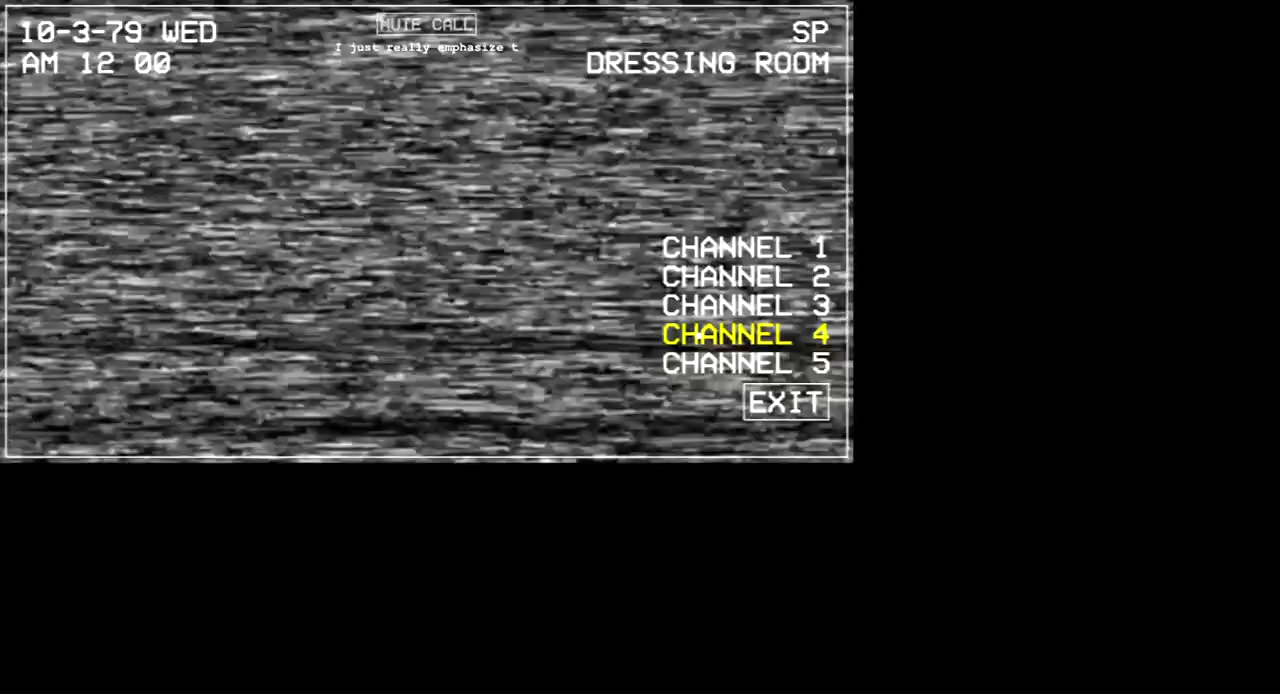 10-3-79 WED
AM 12 00
MUTE CALL
I just really emphasize t
SP
DRESSING ROOM
CHANNEL 1
CHANNEL 2
CHANNEL 3
CHANNEL 4
CHANNEL 5
EXIT